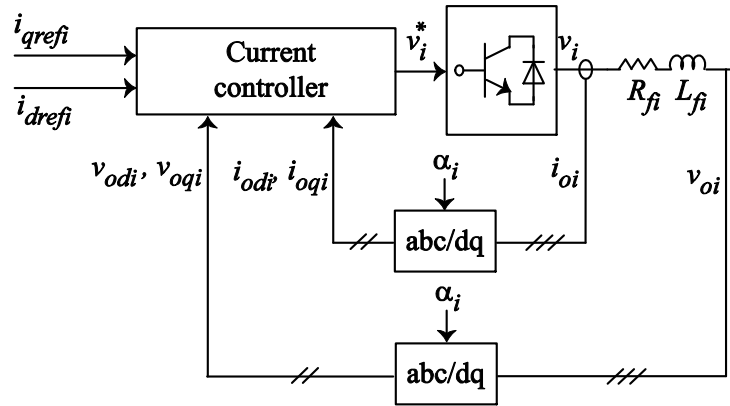 i_qrefi
i_drefi
Current
controller
v_i^*
v_i
R_fi L_fi
v_odi, v_oqi
i_odi, i_oqi
α_i
i_oi
v_oi
abc/dq
α_i
abc/dq